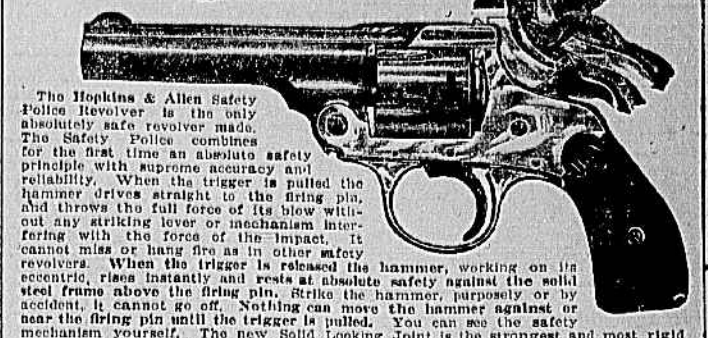 The Hopkins & Allen Safety
Police Revolver is the only
absolutely safe revolver made.
The Safety Police combines
for the first time an absolute safety
principle with supreme accuracy and
reliability. When the trigger is pulled the
hammer drives straight to the firing pin,
and throws the full force of its blow with-
out any striking lever or mechanism inter-
fering with the force of the impact. It
cannot miss or hang fire as in other safety
revolvers. When the trigger is released the hammer, working on its
eccentric, rises instantly and rests at absolute safety against the solid
steel frame above the firing pin. Strike the hammer, purposely or by
accident, it cannot go off. Nothing can move the hammer against or
near the firing pin until the trigger is pulled. You can see the safety
mechanism yourself. The new Solid Locking Joint is the strongest and most rigid